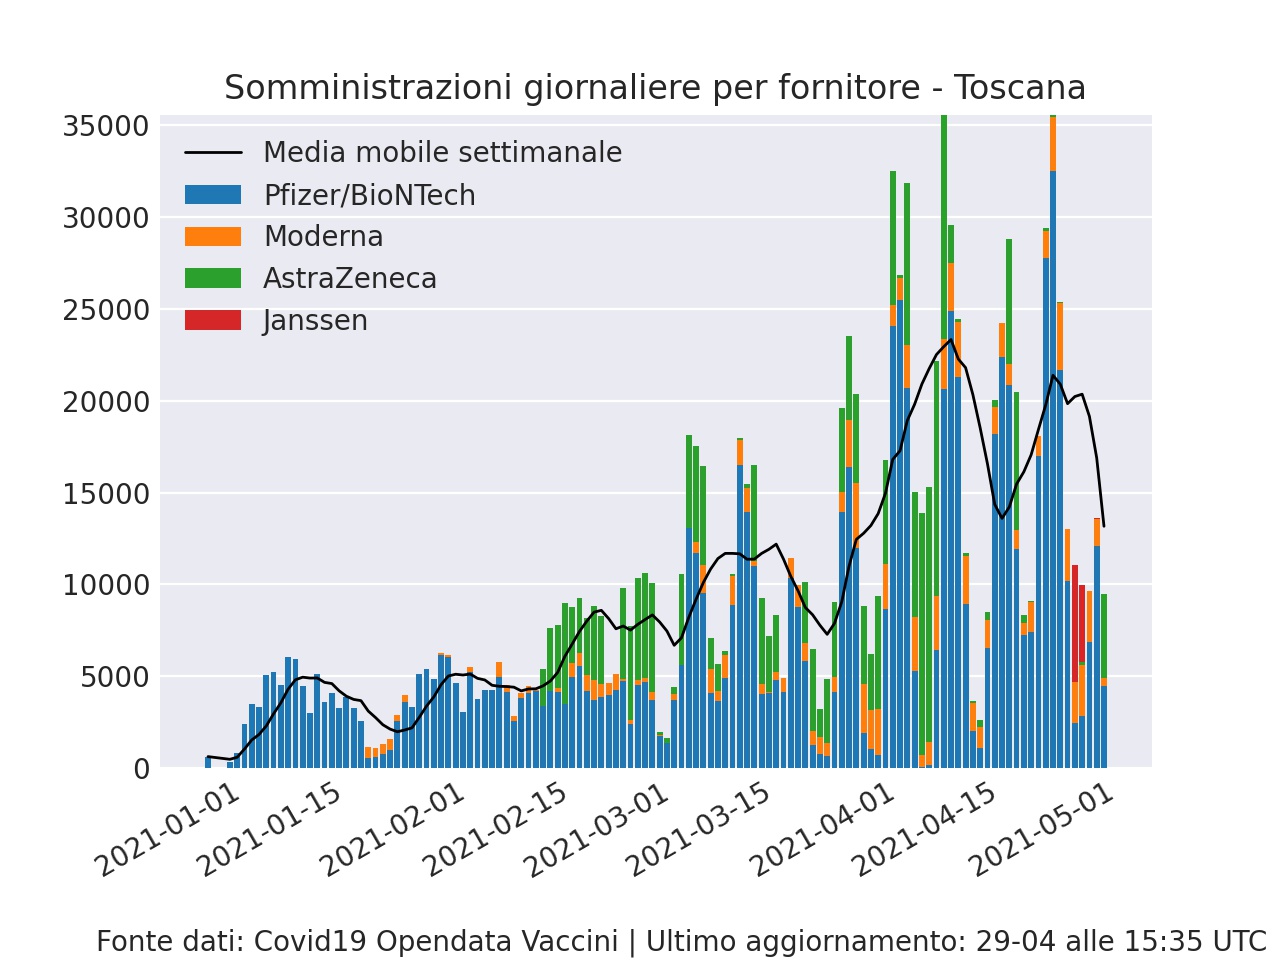 Somministrazioni giornaliere per fornitore - Toscana
35000
30000
25000
20000
15000
10000
5000
0
Media mobile settimanale
Pfizer/BioNTech
Moderna
AstraZeneca
Janssen
2021-01-01
2021-01-15
2021-02-01
2021-02-15
2021-03-01
2021-03-15
2021-04-01
2021-04-15
2021-05-01
Fonte dati: Covid19 Opendata Vaccini | Ultimo aggiornamento: 29-04 alle 15:35 UTC